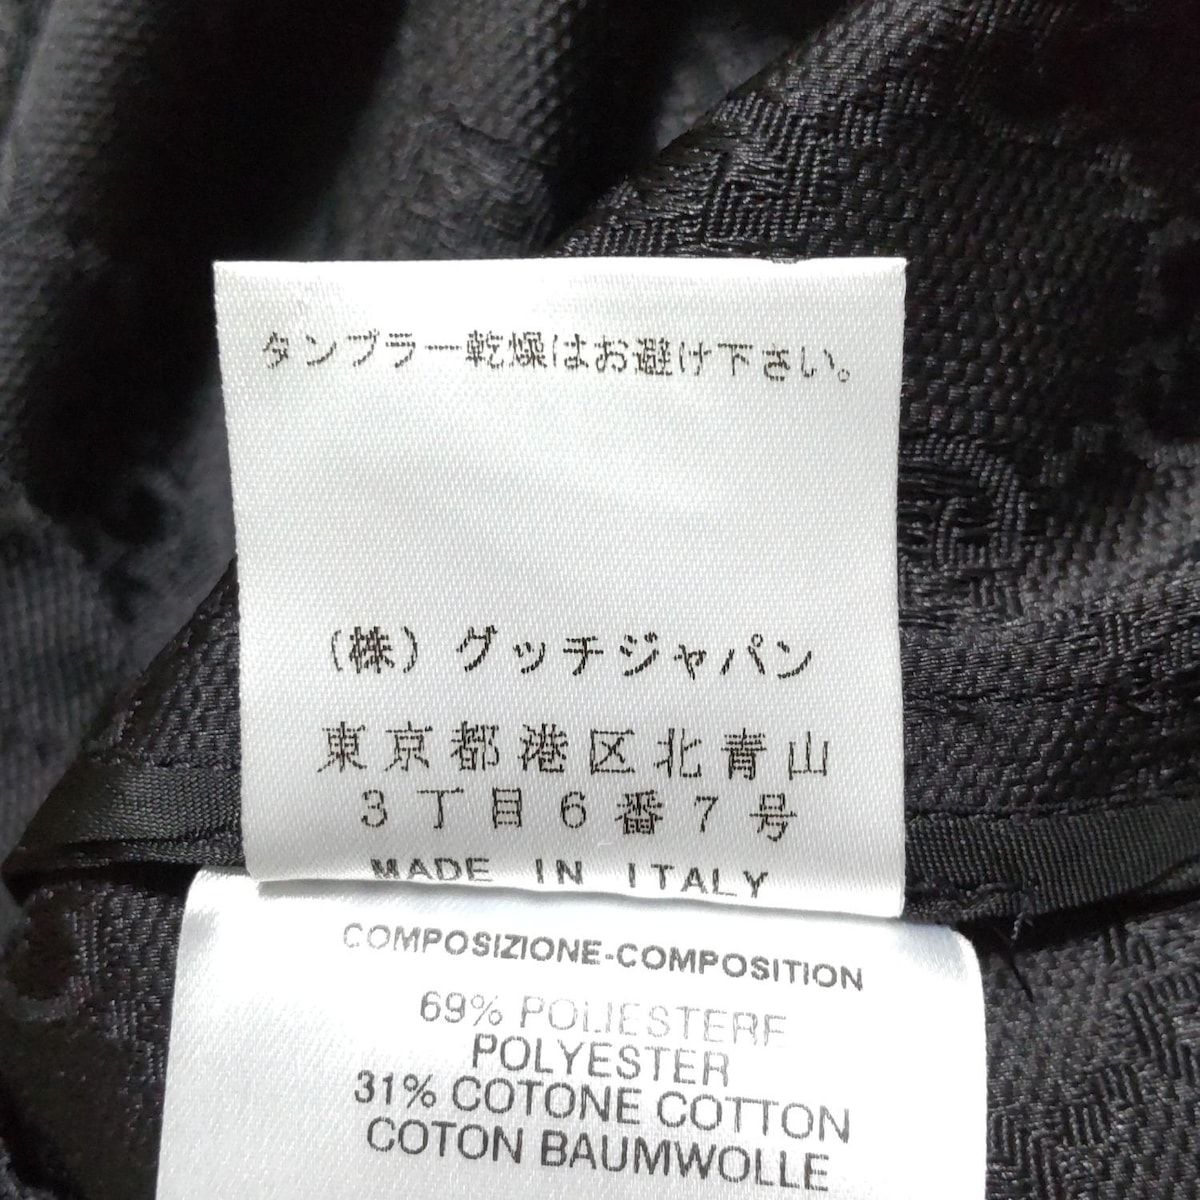 タンブラー乾燥はお避け下さい。
(株)グッチジャパン
東京都港区北青山
3丁目6番7号
MADE IN ITALY
COMPOSIZIONE-COMPOSITION
69% POLIESTERE
POLYESTER
31% COTONE COTTON
COTON BAUMWOLLE